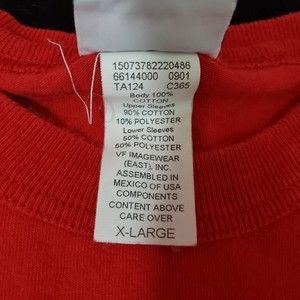 15073782220486
66144000 0901
TA124 C365
Body 100%
COTTON
Upper Sleeves
90% COTTON
10% POLYESTER
Lower Sleeves
50% COTTON
50% POLYESTER
VF IMAGEWEAR
(EAST), INC.
ASSEMBLED IN
MEXICO OF USA
COMPONENTS
CONTENT ABOVE
CARE OVER
X-LARGE